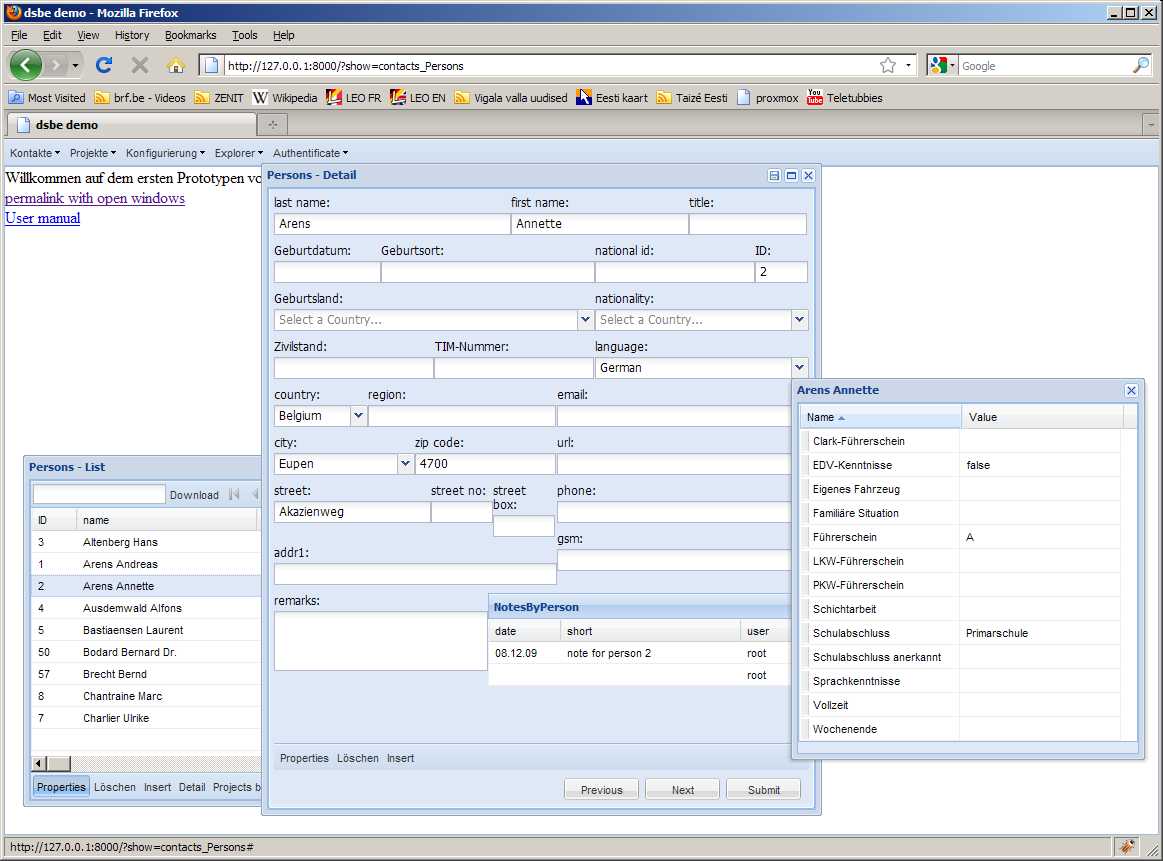 dsbe demo - Mozilla Firefox
File Edit View History Bookmarks Tools Help
http://127.0.0.1:8000/?show=contacts_Persons
Google
Most Visited brf.be - Videos ZENIT Wikipedia LEO FR LEO EN Vigala valla uudised Eesti kaart Taizé Eesti proxmox You Tube Teletubbies
dsbe demo
Kontakte Projekte Konfigurierung Explorer Authentificate
Willkommen auf dem ersten Prototypen vo
permalink with open windows
User manual
Persons - Detail
last name: first name: title:
Arens Annette
Geburtdatum: Geburtsort: national id: ID:
2
Geburtsland: nationality:
Select a Country... Select a Country...
Zivilstand: TIM-Nummer: language:
German
country: region: email:
Belgium
city: zip code: url:
Eupen 4700
street: street no: street box: phone:
Akazienweg
gsm:
addr1:
remarks:
NotesByPerson
date short user
08.12.09 note for person 2 root
root
Properties Löschen Insert
Previous Next Submit
Arens Annette
Name Value
Clark-Führerschein
EDV-Kenntnisse false
Eigenes Fahrzeug
Familiäre Situation
Führerschein A
LKW-Führerschein
PKW-Führerschein
Schichtarbeit
Schulabschluss Primarschule
Schulabschluss anerkannt
Sprachkenntnisse
Vollzeit
Wochenende
Persons - List
Download
ID name
3 Altenberg Hans
1 Arens Andreas
2 Arens Annette
4 Ausdemwald Alfons
5 Bastiaensen Laurent
50 Bodard Bernard Dr.
57 Brecht Bernd
8 Chantraine Marc
7 Charlier Ulrike
Properties Löschen Insert Detail Projects b
http://127.0.0.1:8000/?show=contacts_Persons#